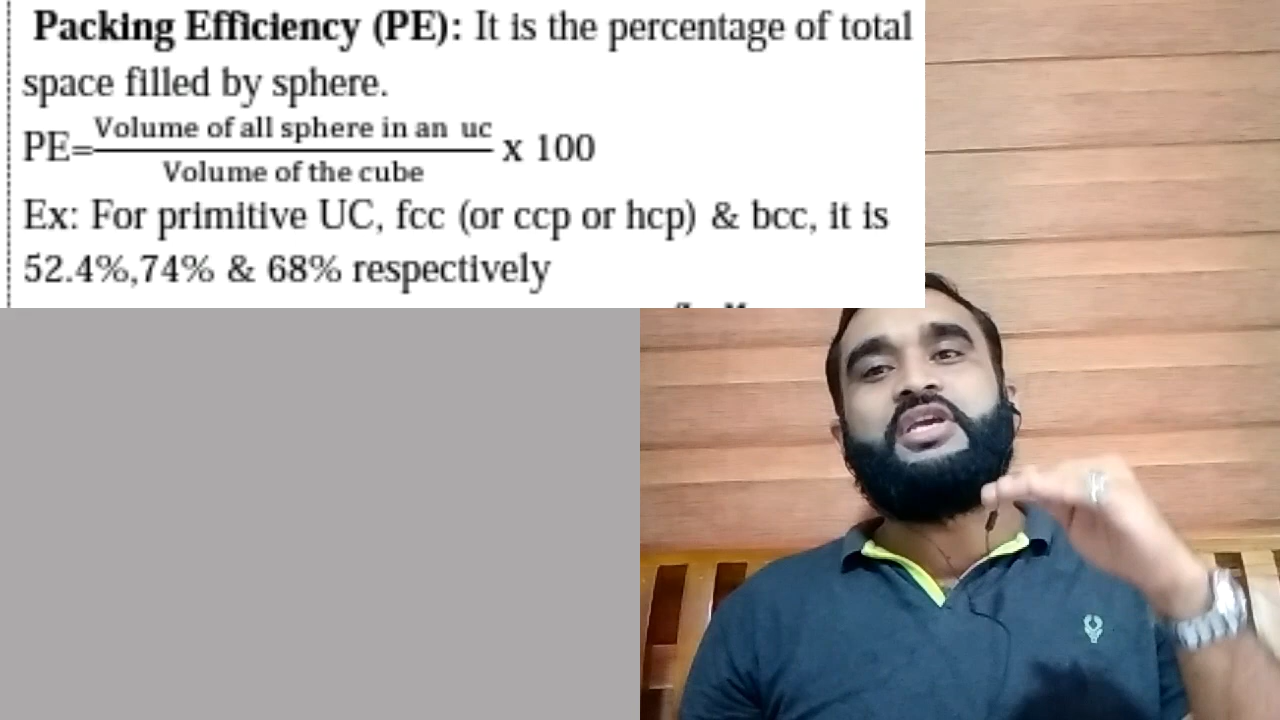 Packing Efficiency (PE): It is the percentage of total
space filled by sphere.
PE= Volume of all sphere in an uc / Volume of the cube x 100
Ex: For primitive UC, fcc (or ccp or hcp) & bcc, it is
52.4%,74% & 68% respectively